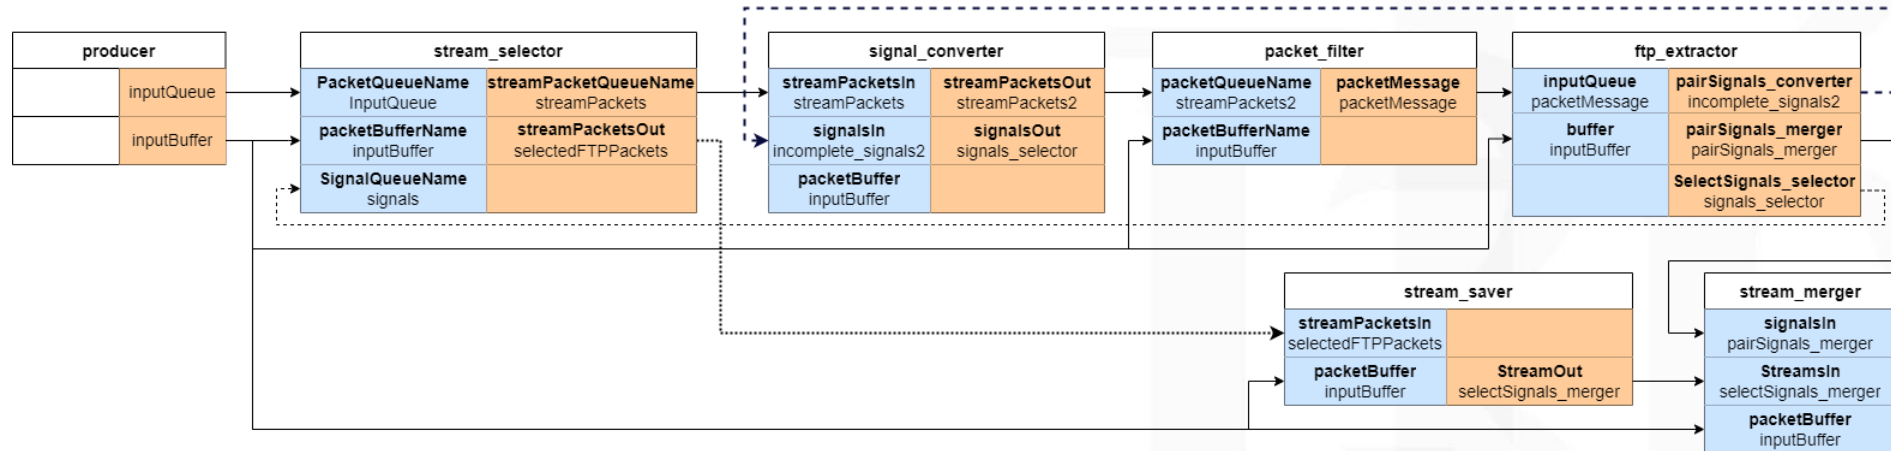 producer
inputQueue
inputBuffer
stream_selector
PacketQueueName
InputQueue
streamPacketQueueName
streamPackets
packetBufferName
inputBuffer
streamPacketsOut
selectedFTPPackets
SignalQueueName
signals
signal_converter
streamPacketsIn
streamPackets
streamPacketsOut
streamPackets2
signalsIn
incomplete_signals2
signalsOut
signals_selector
packetBuffer
inputBuffer
packet_filter
packetQueueName
streamPackets2
packetMessage
packetMessage
packetBufferName
inputBuffer
ftp_extractor
inputQueue
packetMessage
pairSignals_converter
incomplete_signals2
buffer
inputBuffer
pairSignals_merger
pairSignals_merger
SelectSignals_selector
signals_selector
stream_saver
streamPacketsIn
selectedFTPPackets
packetBuffer
inputBuffer
StreamOut
selectSignals_merger
stream_merger
signalsIn
pairSignals_merger
StreamsIn
selectSignals_merger
packetBuffer
inputBuffer